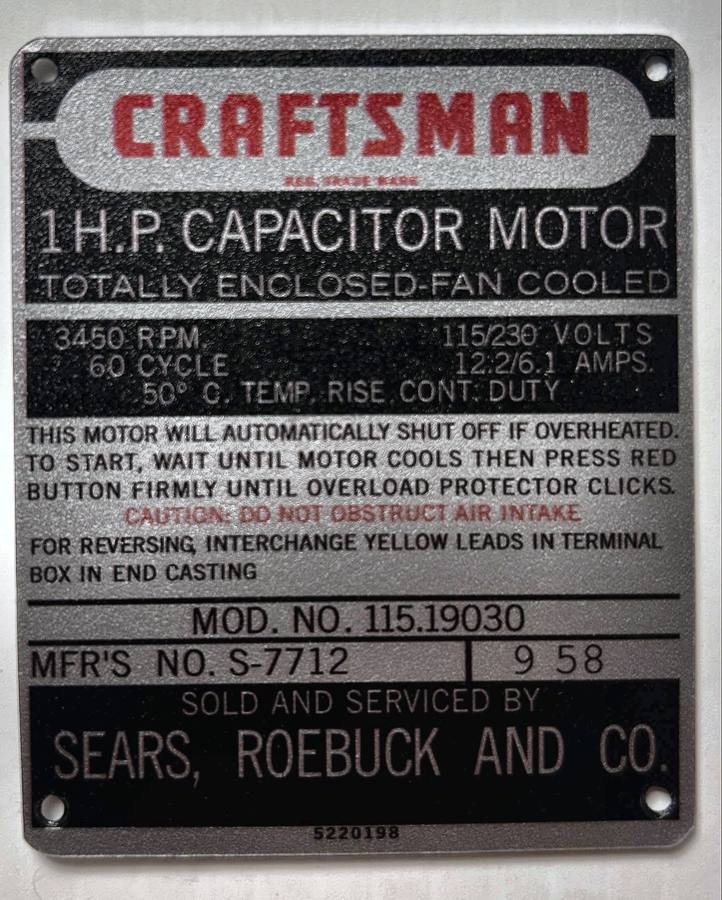 CRAFTSMAN
REG. TRADE MARK
1 H.P. CAPACITOR MOTOR
TOTALLY ENCLOSED-FAN COOLED
3450 R.P.M. 115/230 VOLTS
60 CYCLE 12.2/6.1 AMPS.
50° C. TEMP. RISE CONT. DUTY
THIS MOTOR WILL AUTOMATICALLY SHUT OFF IF OVERHEATED.
TO START, WAIT UNTIL MOTOR COOLS THEN PRESS RED
BUTTON FIRMLY UNTIL OVERLOAD PROTECTOR CLICKS.
CAUTION: DO NOT OBSTRUCT AIR INTAKE
FOR REVERSING, INTERCHANGE YELLOW LEADS IN TERMINAL
BOX IN END CASTING
MOD. NO. 115.19030
MFR'S NO. S-7712 9 58
SOLD AND SERVICED BY
SEARS, ROEBUCK AND CO.
5220198